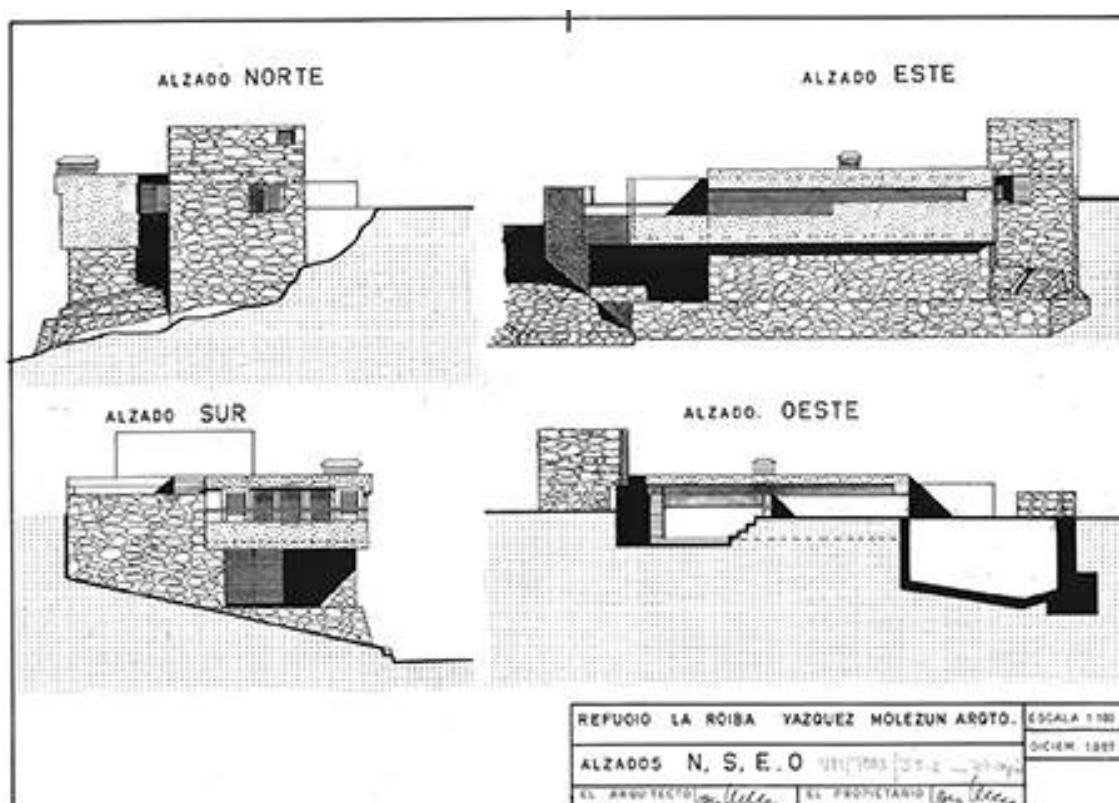 ALZADO NORTE
ALZADO ESTE
ALZADO SUR
ALZADO. OESTE
REFUGIO LA ROIBA VAZQUEZ MOLEZUN ARQTO.
ESCALA 1:100
ALZADOS N, S, E, O
DICIEM.
EL ARQUITECTO
EL PROPIETARIO